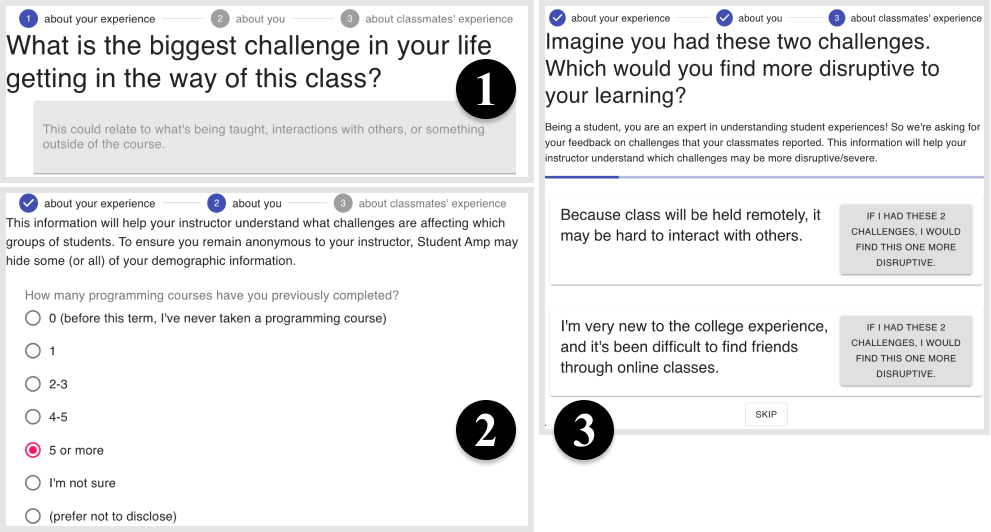 1 about your experience 2 about you 3 about classmates' experience
What is the biggest challenge in your life
getting in the way of this class?
This could relate to what's being taught, interactions with others, or something
outside of the course.
1
about your experience 2 about you 3 about classmates' experience
This information will help your instructor understand what challenges are affecting which
groups of students. To ensure you remain anonymous to your instructor, Student Amp may
hide some (or all) of your demographic information.
How many programming courses have you previously completed?
0 (before this term, I've never taken a programming course)
1
2-3
4-5
5 or more
I'm not sure
(prefer not to disclose)
2
about your experience about you 3 about classmates' experience
Imagine you had these two challenges.
Which would you find more disruptive to
your learning?
Being a student, you are an expert in understanding student experiences! So we're asking for
your feedback on challenges that your classmates reported. This information will help your
instructor understand which challenges may be more disruptive/severe.
Because class will be held remotely, it
may be hard to interact with others.
IF I HAD THESE 2
CHALLENGES, I WOULD
FIND THIS ONE MORE
DISRUPTIVE.
I'm very new to the college experience,
and it's been difficult to find friends
through online classes.
IF I HAD THESE 2
CHALLENGES, I WOULD
FIND THIS ONE MORE
DISRUPTIVE.
SKIP
3